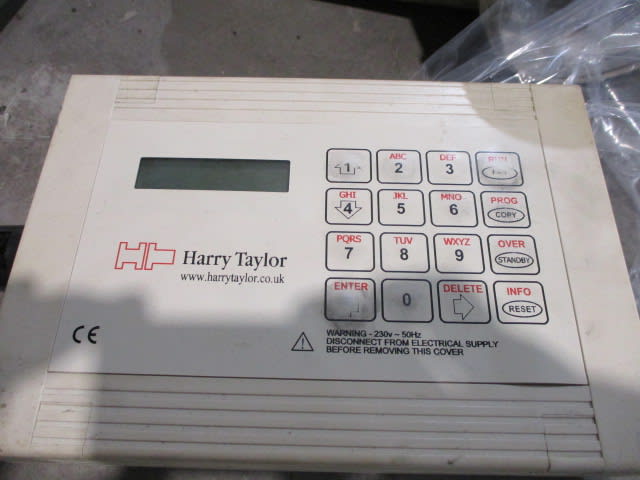 1
ABC
2
DEF
3
RUN
GHI
4
JKL
5
MNO
6
PROG
COPY
Harry Taylor
www.harrytaylor.co.uk
PQRS
7
TUV
8
WXYZ
9
OVER
STANDBY
ENTER
0
DELETE
INFO
RESET
CE
WARNING - 230v ~ 50Hz
DISCONNECT FROM ELECTRICAL SUPPLY
BEFORE REMOVING THIS COVER